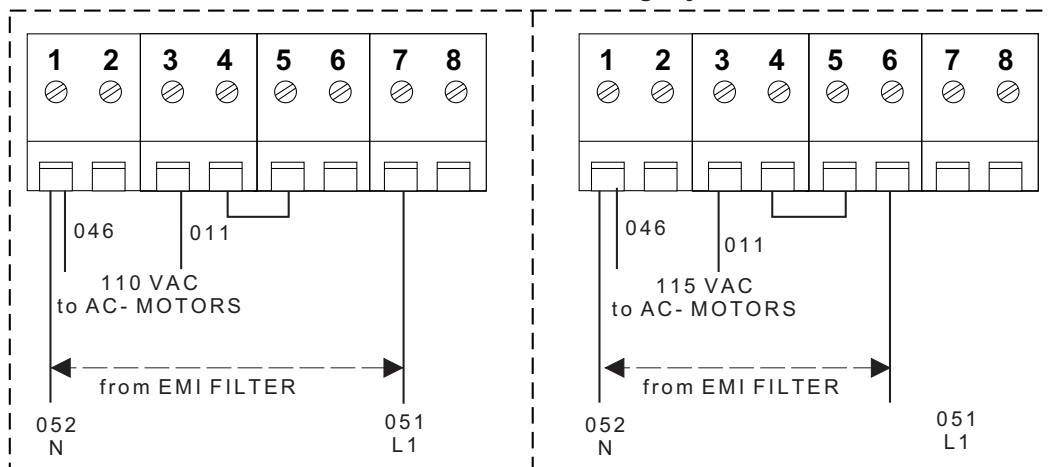 1 2 3 4 5 6 7 8
046
011
110 VAC
to AC- MOTORS
from EMI FILTER
052
N
051
L1
1 2 3 4 5 6 7 8
046
011
115 VAC
to AC- MOTORS
from EMI FILTER
052
N
051
L1